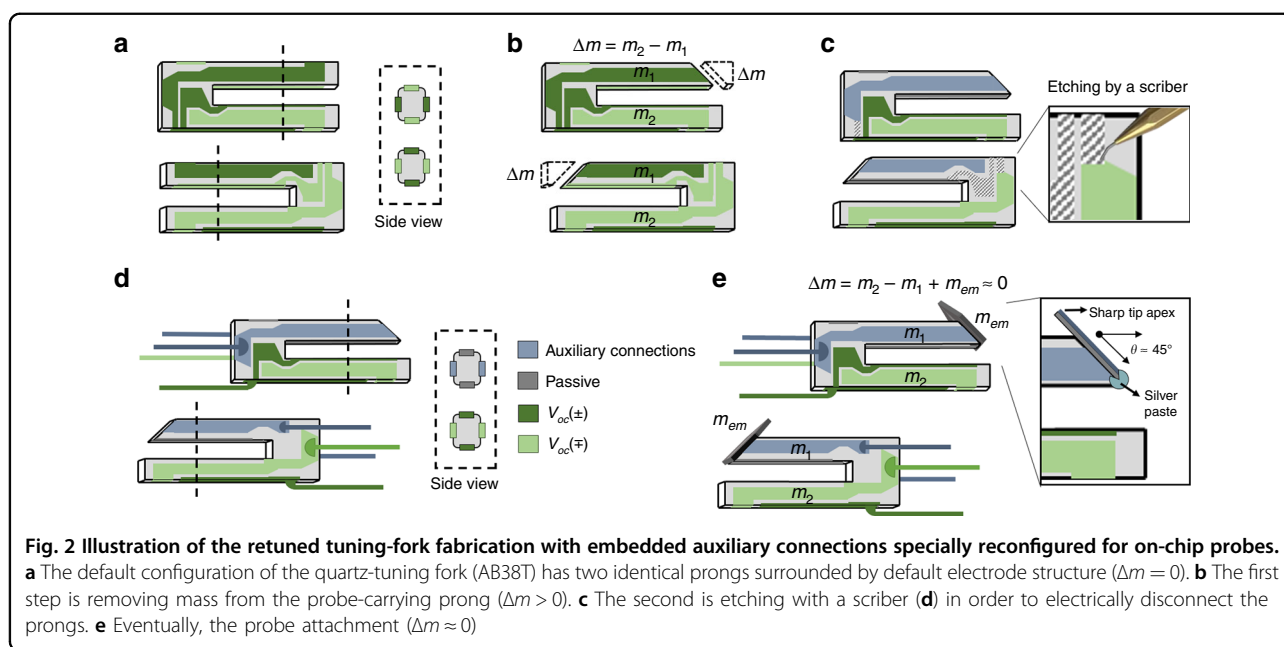 a
b
Δm = m2 − m1
m1
Δm
m2
Δm
m1
m2
Side view
c
Etching by a scriber
d
Side view
Auxiliary connections
Passive
Voc(±)
Voc(∓)
e
Δm = m2 − m1 + mem ≈ 0
mem
m1
m2
mem
m1
m2
Sharp tip apex
θ ≃ 45°
Silver
paste
Fig. 2 Illustration of the retuned tuning-fork fabrication with embedded auxiliary connections specially reconfigured for on-chip probes.
a The default configuration of the quartz-tuning fork (AB38T) has two identical prongs surrounded by default electrode structure (Δm = 0). b The first
step is removing mass from the probe-carrying prong (Δm > 0). c The second is etching with a scriber (d) in order to electrically disconnect the
prongs. e Eventually, the probe attachment (Δm ≈ 0)